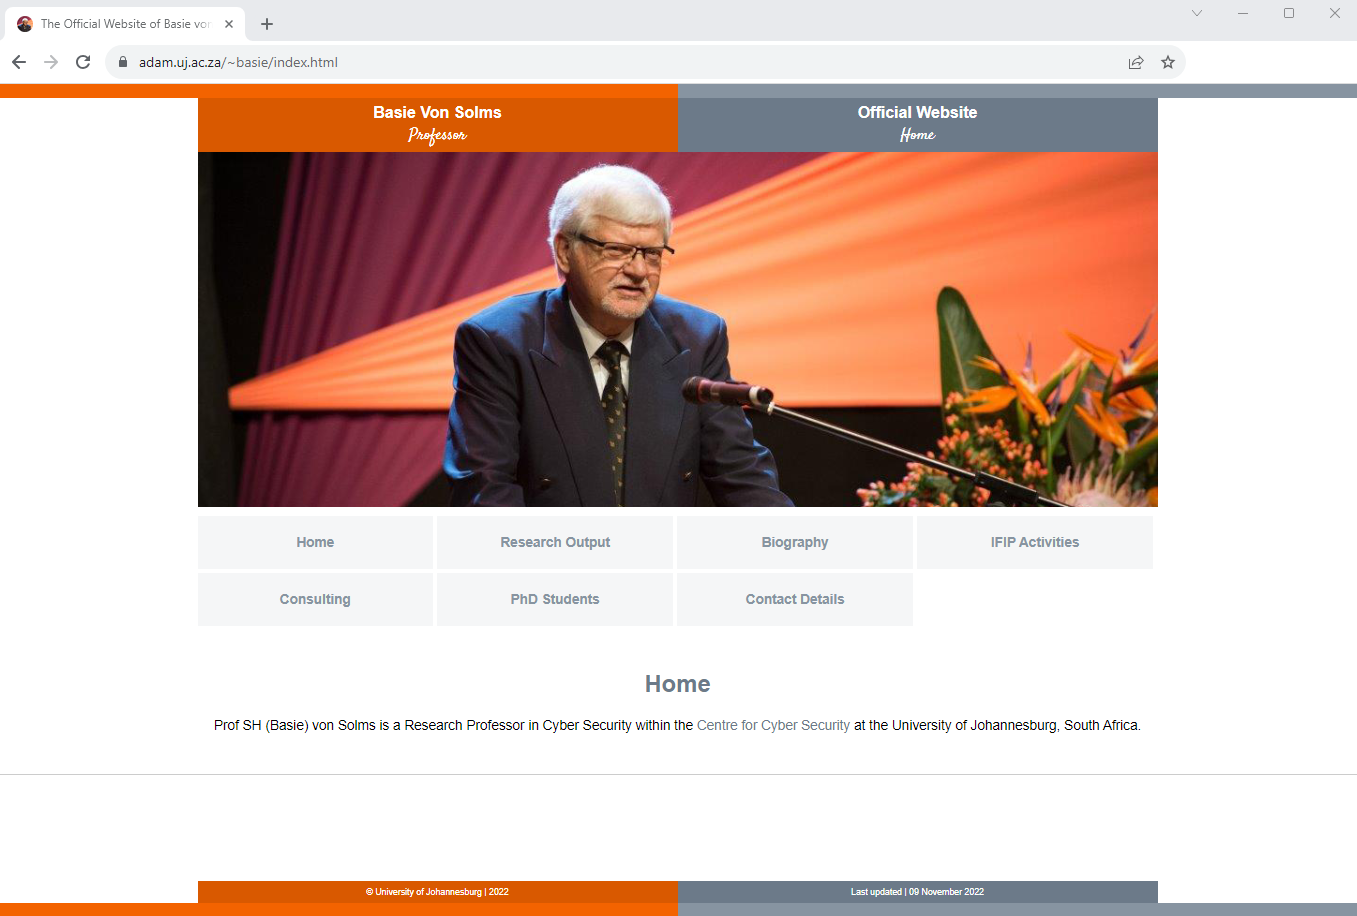 The Official Website of Basie von
adam.uj.ac.za/~basie/index.html
Basie Von Solms
Professor
Official Website
Home
Home
Research Output
Biography
IFIP Activities
Consulting
PhD Students
Contact Details
Home
Prof SH (Basie) von Solms is a Research Professor in Cyber Security within the Centre for Cyber Security at the University of Johannesburg, South Africa.
© University of Johannesburg | 2022
Last updated | 09 November 2022